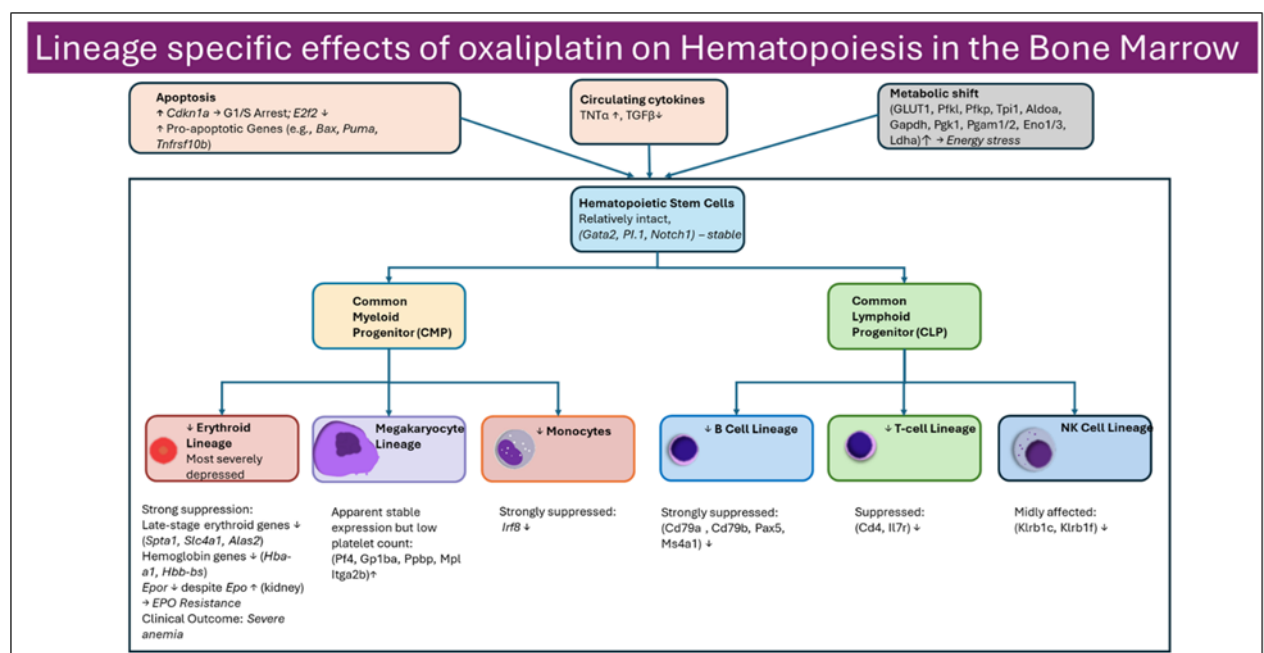 Lineage specific effects of oxaliplatin on Hematopoiesis in the Bone Marrow
Apoptosis
↑ Cdkn1a → G1/S Arrest; E2f2 ↓
↑ Pro-apoptotic Genes (e.g., Bax, Puma,
Tnfrsf10b)
Circulating cytokines
TNTα ↑, TGFβ↓
Metabolic shift
(GLUT1, Pfkl, Pfkp, Tpi1, Aldoa,
Gapdh, Pgk1, Pgam1/2, Eno1/3,
Ldha)↑ → Energy stress
Hematopoietic Stem Cells
Relatively intact,
(Gata2, PI.1, Notch1) – stable
Common
Myeloid
Progenitor (CMP)
Common
Lymphoid
Progenitor (CLP)
↓ Erythroid
Lineage
Most severely
depressed
Megakaryocyte
Lineage
↓ Monocytes
↓ B Cell Lineage
↓ T-cell Lineage
NK Cell Lineage
Strong suppression:
Late-stage erythroid genes ↓
(Spta1, Slc4a1, Alas2)
Hemoglobin genes ↓ (Hba-
a1, Hbb-bs)
Epor ↓ despite Epo ↑ (kidney)
→ EPO Resistance
Clinical Outcome: Severe
anemia
Apparent stable
expression but low
platelet count:
(Pf4, Gp1ba, Ppbp, Mpl
Itga2b)↑
Strongly suppressed:
Irf8 ↓
Strongly suppressed:
(Cd79a , Cd79b, Pax5,
Ms4a1) ↓
Suppressed:
(Cd4, Il7r) ↓
Midly affected:
(Klrb1c, Klrb1f) ↓